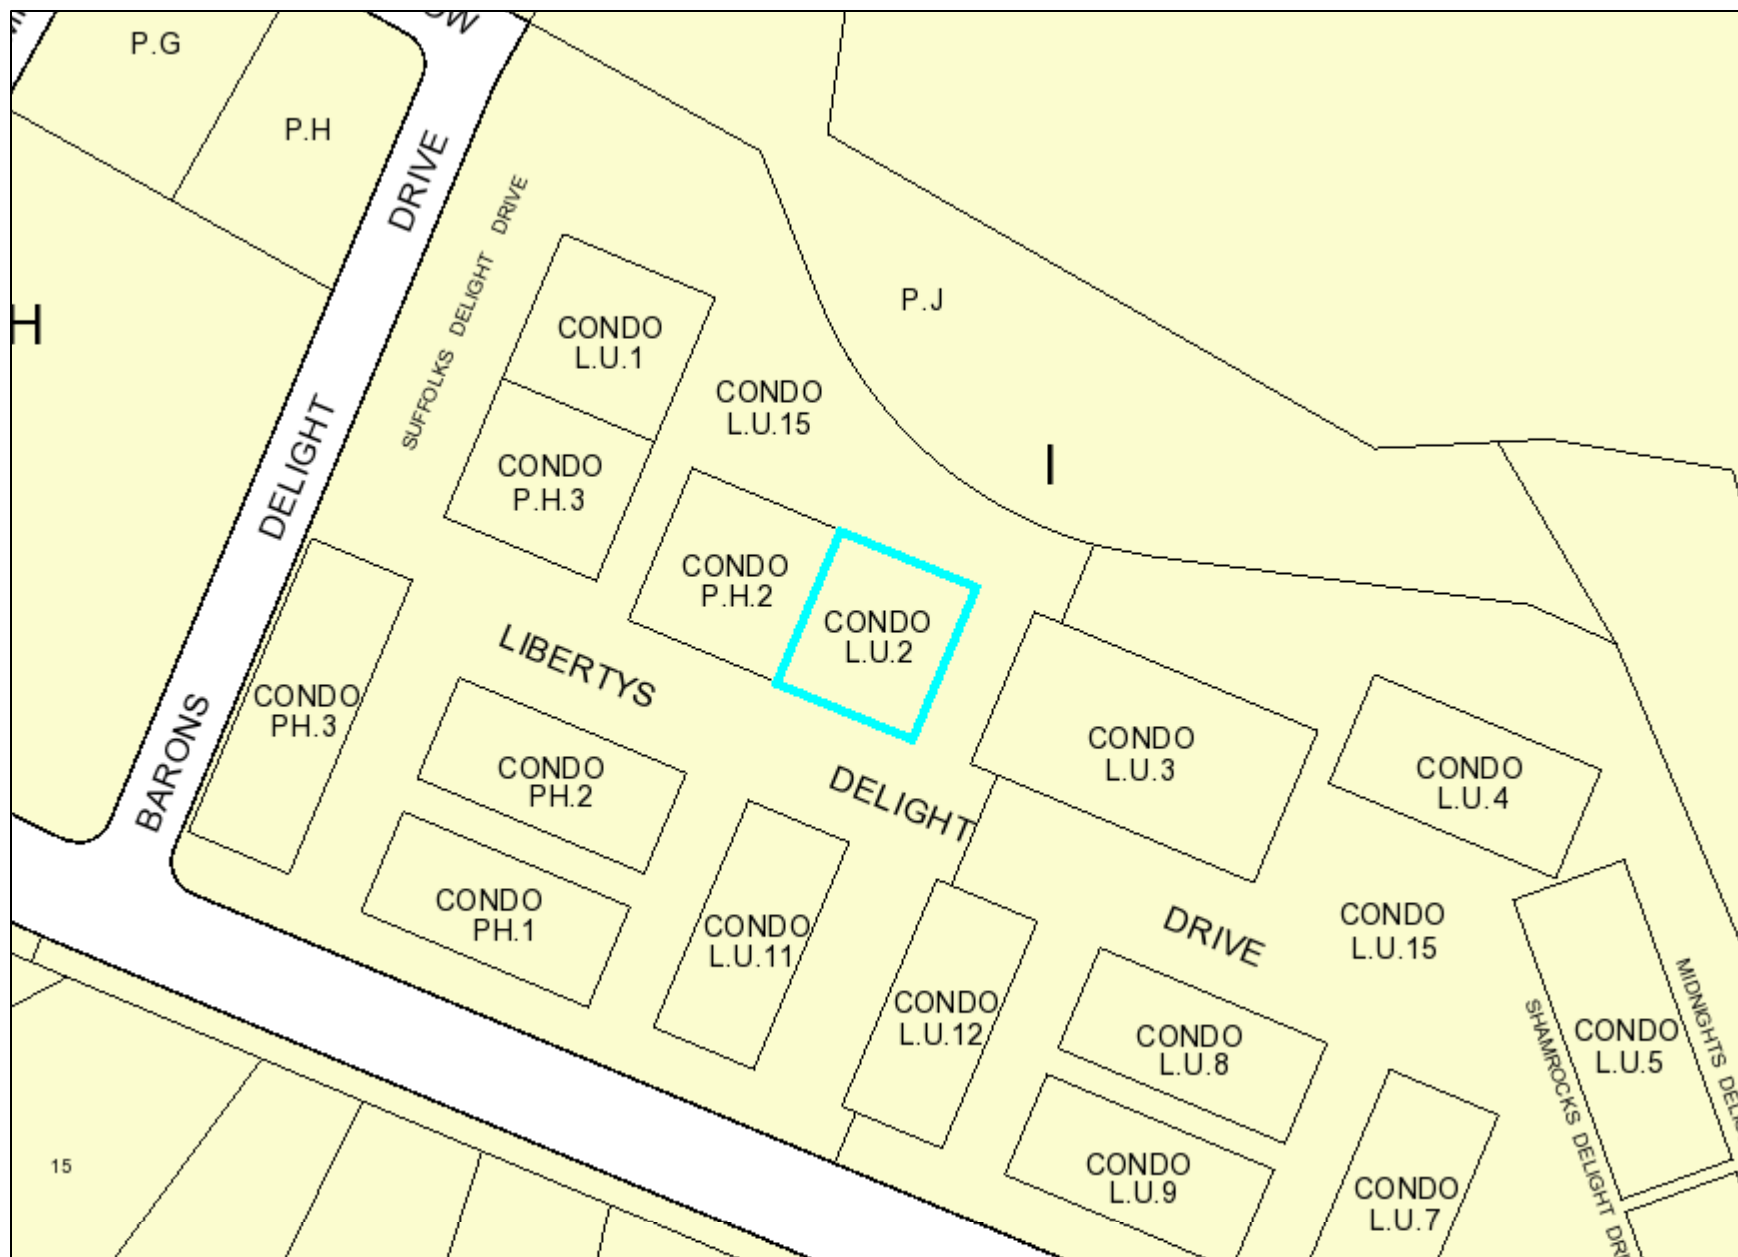 P.G
P.H
DRIVE
SUFFOLKS DELIGHT DRIVE
H
P.J
CONDO
L.U.1
CONDO
L.U.15
DELIGHT
CONDO
P.H.3
I
CONDO
P.H.2
CONDO
L.U.2
LIBERTYS
CONDO
PH.3
BARONS
CONDO
PH.2
DELIGHT
CONDO
L.U.3
CONDO
L.U.4
CONDO
PH.1
CONDO
L.U.11
DRIVE
CONDO
L.U.15
CONDO
L.U.12
CONDO
L.U.8
CONDO
L.U.5
MIDNIGHTS
SHAMROCKS DELIGHT
15
CONDO
L.U.9
CONDO
L.U.7